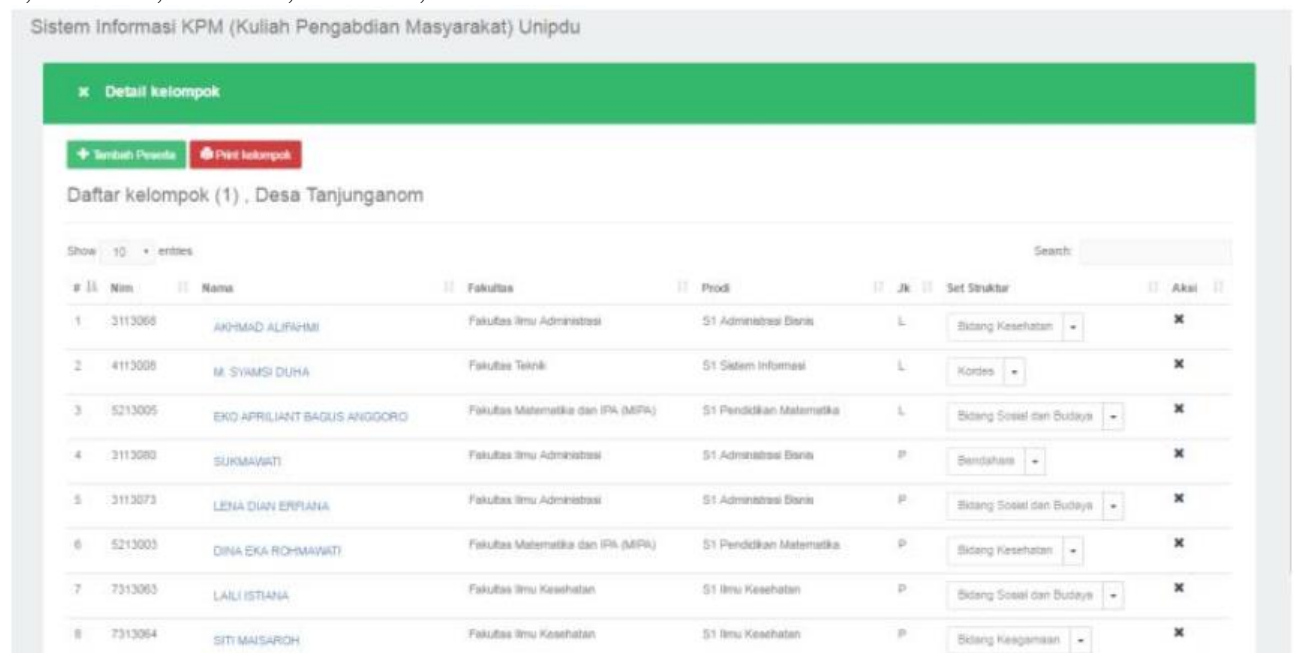 Sistem Informasi KPM (Kuliah Pengabdian Masyarakat) Unipdu
Detail kelompok
Tambah Peserta Print kelompok
Daftar kelompok (1) , Desa Tanjunganom
Show 10 entries Search:
# Nim Nama Fakultas Prodi Jk Set Struktur Aksi
1 3113068 AKHMAD ALIFAHMI Fakultas Ilmu Administrasi S1 Administrasi Bisnis L Bidang Kesehatan
2 4113008 M. SYAMSI DUHA Fakultas Teknik S1 Sistem Informasi L Kordes
3 5213005 EKO APRILIANT BAGUS ANGGORO Fakultas Matematika dan IPA (MIPA) S1 Pendidikan Matematika L Bidang Sosial dan Budaya
4 3113080 SUKMAWATI Fakultas Ilmu Administrasi S1 Administrasi Bisnis P Bendahara
5 3113073 LENA DIAN ERFIANA Fakultas Ilmu Administrasi S1 Administrasi Bisnis P Bidang Sosial dan Budaya
6 5213003 DINA EKA ROHMAWATI Fakultas Matematika dan IPA (MIPA) S1 Pendidikan Matematika P Bidang Kesehatan
7 7313063 LAILI ISTIANA Fakultas Ilmu Kesehatan S1 Ilmu Kesehatan P Bidang Sosial dan Budaya
8 7313064 SITI MAISAROH Fakultas Ilmu Kesehatan S1 Ilmu Kesehatan P Bidang Keagamaan